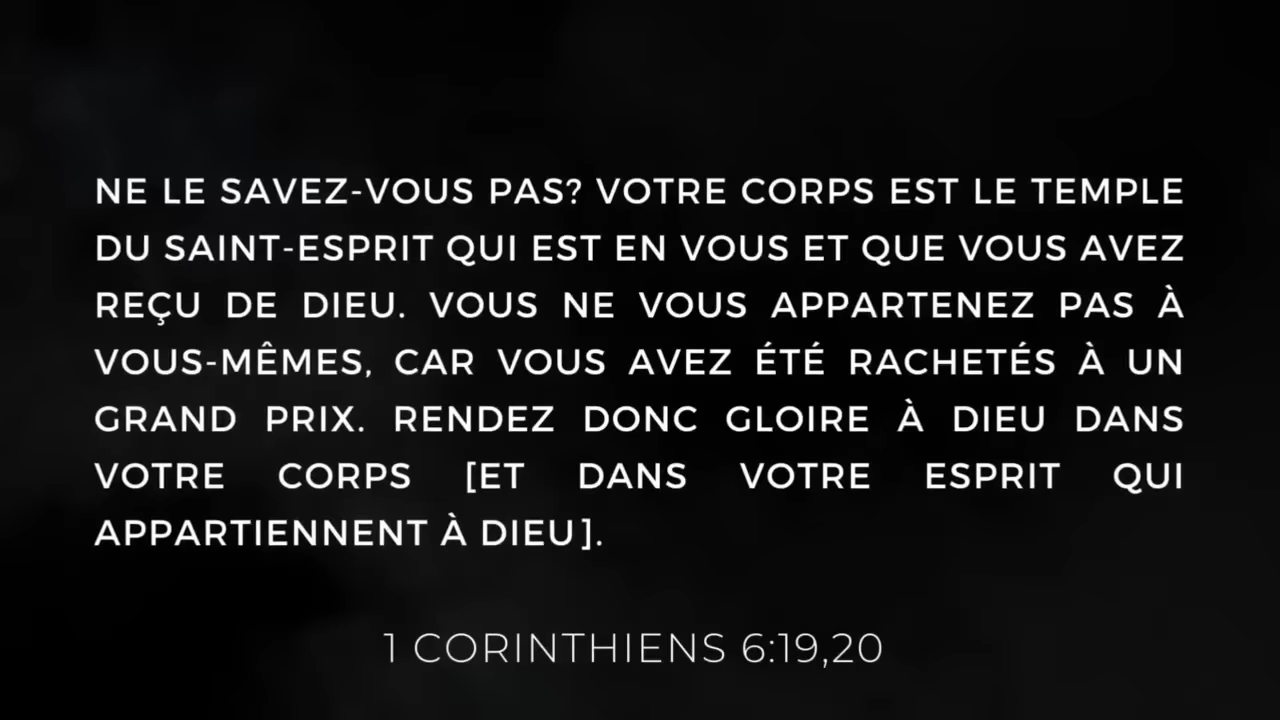 NE LE SAVEZ-VOUS PAS? VOTRE CORPS EST LE TEMPLE
DU SAINT-ESPRIT QUI EST EN VOUS ET QUE VOUS AVEZ
REÇU DE DIEU. VOUS NE VOUS APPARTENEZ PAS À
VOUS-MÊMES, CAR VOUS AVEZ ÉTÉ RACHETÉS À UN
GRAND PRIX. RENDEZ DONC GLOIRE À DIEU DANS
VOTRE CORPS [ET DANS VOTRE ESPRIT QUI
APPARTIENNENT À DIEU].
1 CORINTHIENS 6:19,20